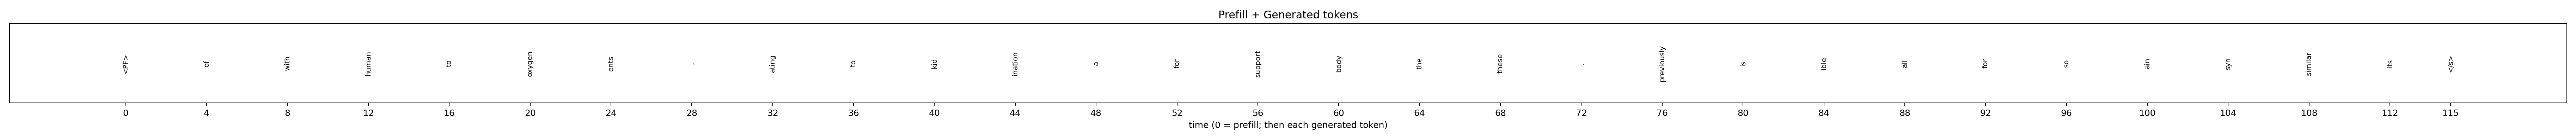 Prefill + Generated tokens
<PF> of with human to oxygen ents - ating to kid ination a for support body the these . previously is ible all for so ain syn similar its </s>
0 4 8 12 16 20 24 28 32 36 40 44 48 52 56 60 64 68 72 76 80 84 88 92 96 100 104 108 112 115
time (0 = prefill; then each generated token)